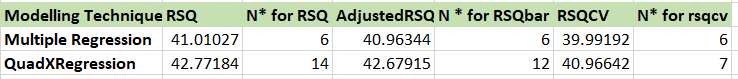 Modelling Technique RSQ N* for RSQ AdjustedRSQ N * for RSQbar RSQCV N* for rsqcv
Multiple Regression 41.01027 6 40.96344 6 39.99192 6
QuadXRegression 42.77184 14 42.67915 12 40.96642 7